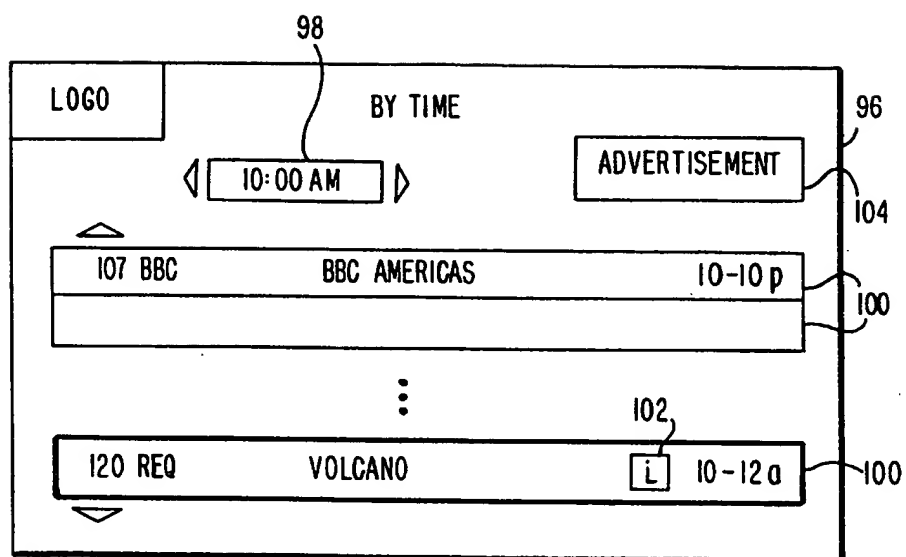 98
LOGO
BY TIME
96
10:00 AM
ADVERTISEMENT
104
107 BBC BBC AMERICAS 10-10 p
100
102
120 REQ VOLCANO i 10-12 a
100